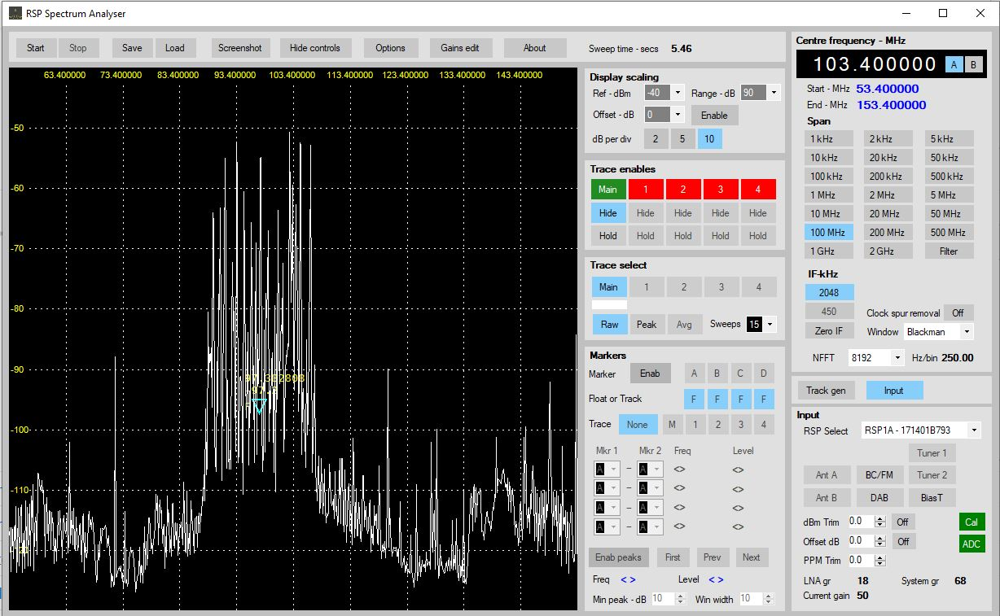 RSP Spectrum Analyser
Start Stop Save Load Screenshot Hide controls Options Gains edit About Sweep time - secs 5.46
63.400000 73.400000 83.400000 93.400000 103.400000 113.400000 123.400000 133.400000 143.400000
-50
-60
-70
-80
-90
-100
-110
Display scaling
Ref - dBm -40 Range - dB 90
Offset - dB 0 Enable
dB per div 2 5 10
Trace enables
Main 1 2 3 4
Hide Hide Hide Hide Hide
Hold Hold Hold Hold Hold
Trace select
Main 1 2 3 4
Raw Peak Avg Sweeps 15
Markers
Marker Enab A B C D
Float or Track F F F F
Trace None M 1 2 3 4
Mkr 1 Mkr 2 Freq Level
A - A <> <>
A - A <> <>
A - A <> <>
A - A <> <>
Enab peaks First Prev Next
Freq < > Level < >
Min peak - dB 10 Win width 10
Centre frequency - MHz
103.400000 A B
Start - MHz 53.400000
End - MHz 153.400000
Span
1 kHz 2 kHz 5 kHz
10 kHz 20 kHz 50 kHz
100 kHz 200 kHz 500 kHz
1 MHz 2 MHz 5 MHz
10 MHz 20 MHz 50 MHz
100 MHz 200 MHz 500 MHz
1 GHz 2 GHz Filter
IF-kHz
2048
450 Clock spur removal Off
Zero IF Window Blackman
NFFT 8192 Hz/bin 250.00
Track gen Input
Input
RSP Select RSP1A - 171401B793
Tuner 1
Ant A BC/FM Tuner 2
Ant B DAB BiasT
dBm Trim 0.0 Off Cal
Offset dB 0.0 Off ADC
PPM Trim 0.0
LNA gr 18 System gr 68
Current gain 50